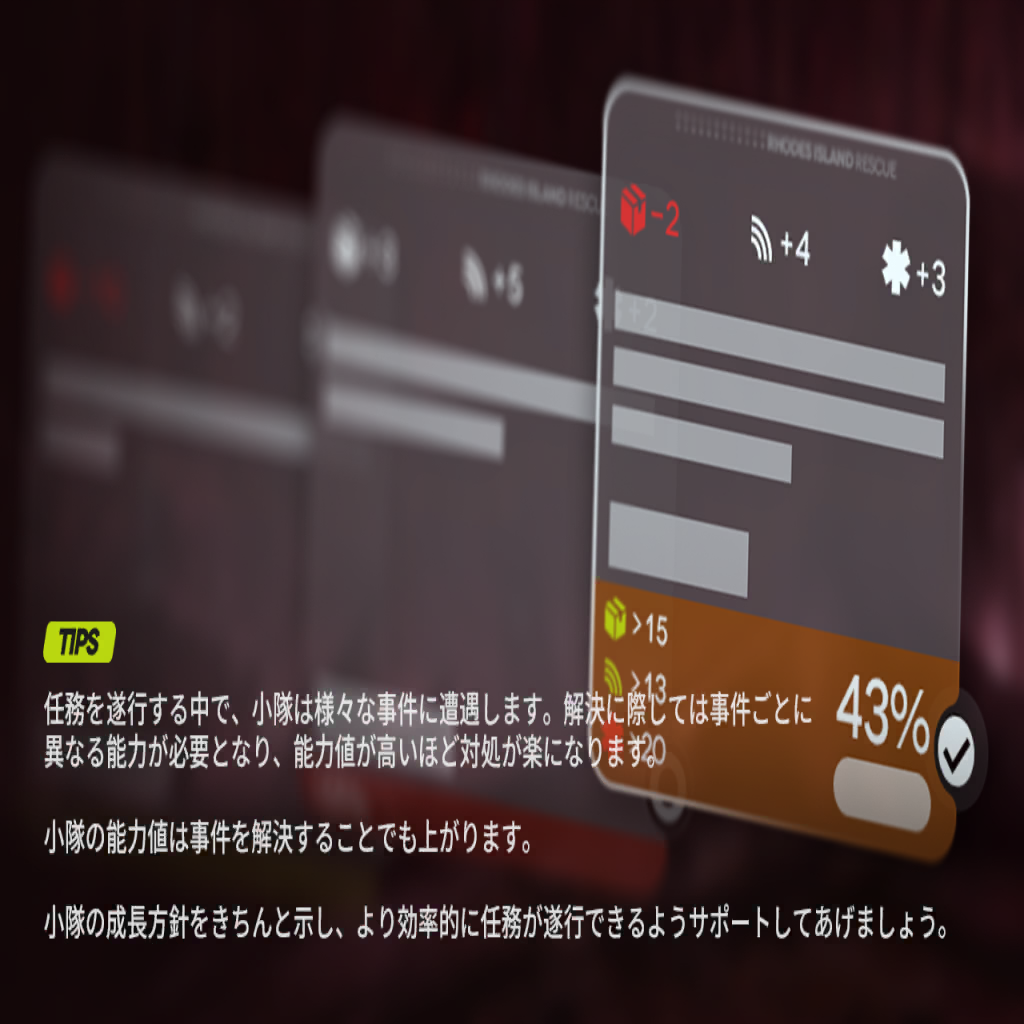 RHODES ISLAND RESCUE
RHODES ISLAND RESCU
-2
+4
+3
+5
+2
>15
>13
>20
43%
TIPS
任務を遂行する中で、小隊は様々な事件に遭遇します。解決に際しては事件ごとに
異なる能力が必要となり、能力値が高いほど対処が楽になります。
小隊の能力値は事件を解決することでも上がります。
小隊の成長方針をきちんと示し、より効率的に任務が遂行できるようサポートしてあげましょう。